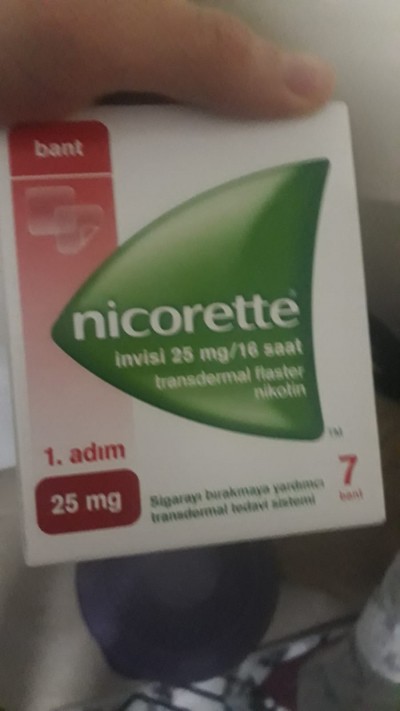 bant
nicorette®
invisi 25 mg/16 saat
transdermal flaster
nikotin
TM
1. adım
25 mg
Sigarayı bırakmaya yardımcı
transdermal tedavi sistemi
7
bant